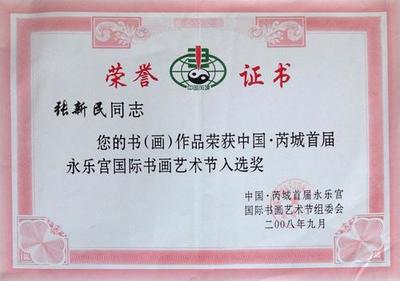 荣誉 证书
张新民同志
您的书(画)作品荣获中国·芮城首届
永乐宫国际书画艺术节入选奖
中国·芮城首届永乐宫
国际书画艺术节组委会
二00八年九月